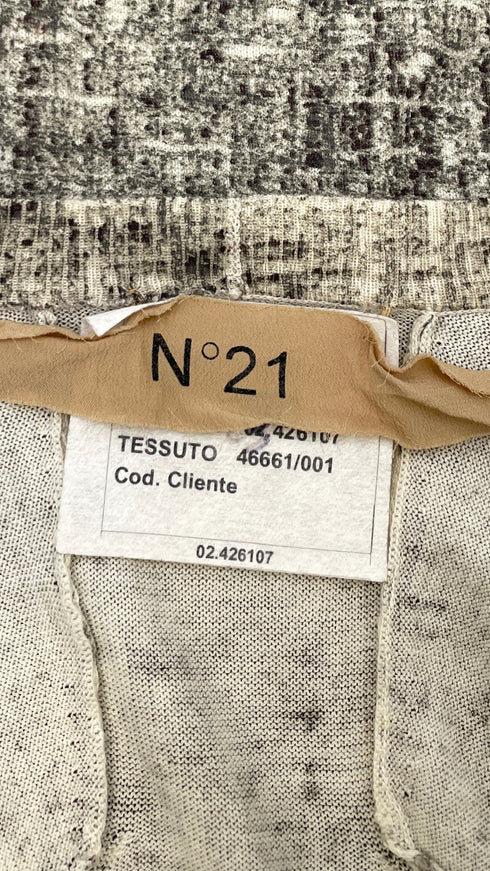 N°21
02.426107
TESSUTO 46661/001
Cod. Cliente
02.426107